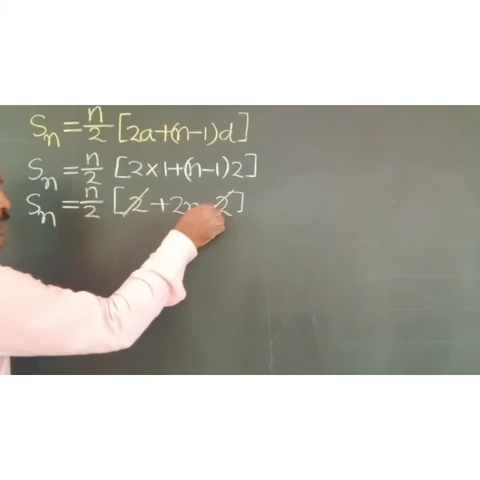 Sn = n/2 [2a+(n-1)d]
Sn = n/2 [2×1+(n-1)2]
Sn = n/2 [2+2n-2]